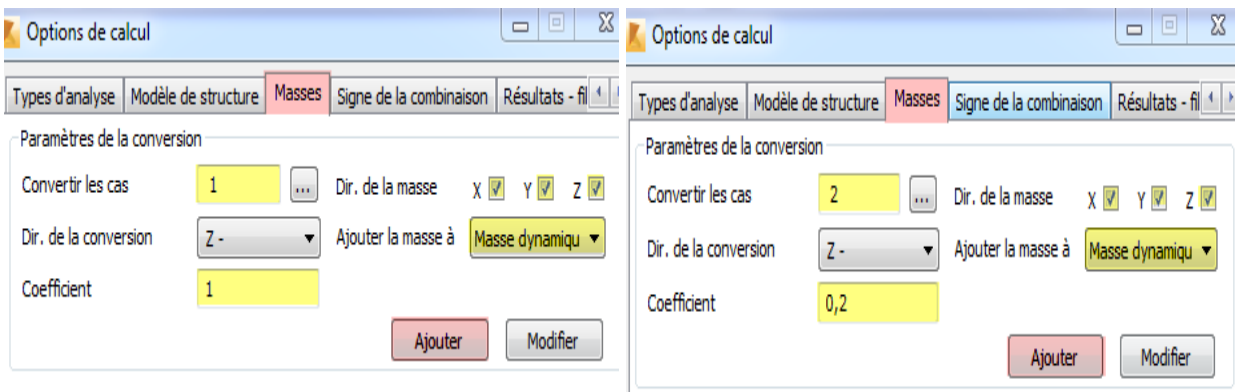 Options de calcul
Types d'analyse Modèle de structure Masses Signe de la combinaison Résultats - fil
Paramètres de la conversion
Convertir les cas 1 ... Dir. de la masse X Y Z
Dir. de la conversion Z - Ajouter la masse à Masse dynamiqu
Coefficient 1
Ajouter Modifier
Options de calcul
Types d'analyse Modèle de structure Masses Signe de la combinaison Résultats - fil
Paramètres de la conversion
Convertir les cas 2 ... Dir. de la masse X Y Z
Dir. de la conversion Z - Ajouter la masse à Masse dynamiqu
Coefficient 0,2
Ajouter Modifier